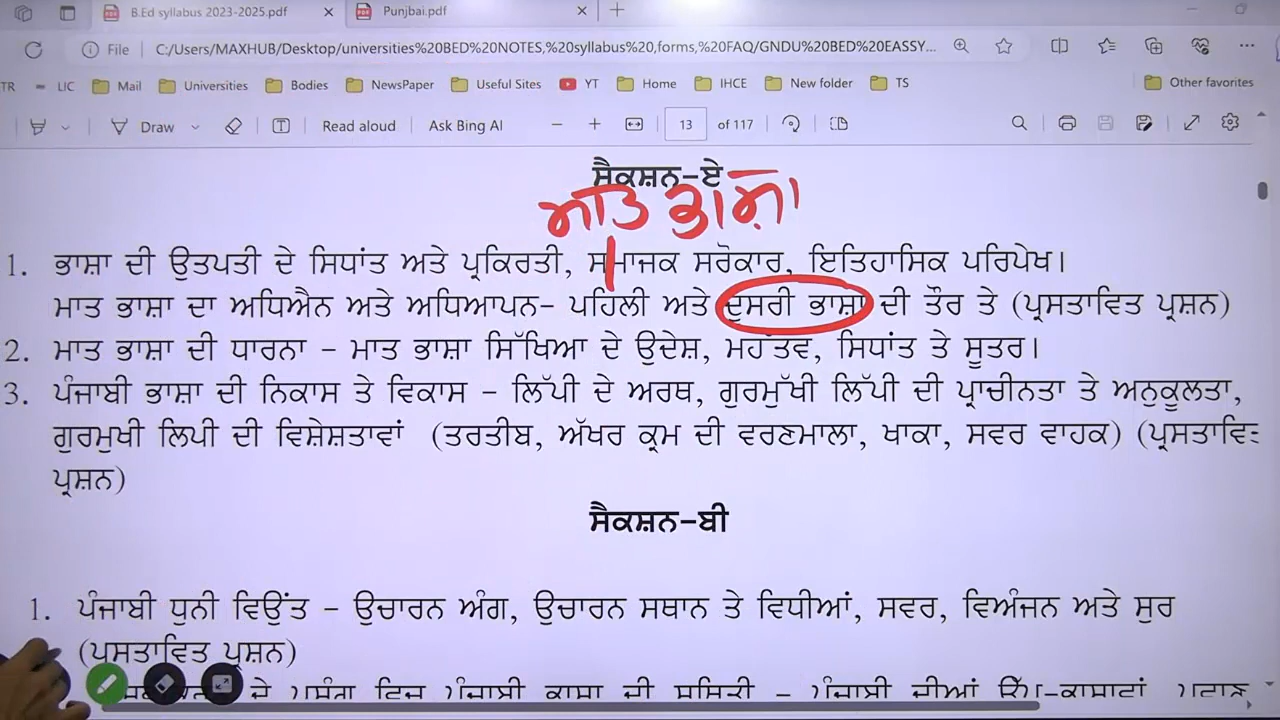 B.Ed syllabus 2023-2025.pdf
Punjbai.pdf
File C:/Users/MAXHUB/Desktop/universities%20BED%20NOTES,%20syllabus%20,forms,%20FAQ/GNDU%20BED%20EASSY...
TR LIC Mail Universities Bodies NewsPaper Useful Sites YT Home IHCE New folder TS Other favorites
Draw Read aloud Ask Bing AI 13 of 117
ਸੈਕਸ਼ਨ-ਏ
ਮਾਤ ਭਾਸ਼ਾ
1. ਭਾਸ਼ਾ ਦੀ ਉਤਪਤੀ ਦੇ ਸਿਧਾਂਤ ਅਤੇ ਪ੍ਰਕਿਰਤੀ, ਸਮਾਜਕ ਸਰੋਕਾਰ, ਇਤਿਹਾਸਿਕ ਪਰਿਪੇਖ।
ਮਾਤ ਭਾਸ਼ਾ ਦਾ ਅਧਿਐਨ ਅਤੇ ਅਧਿਆਪਨ- ਪਹਿਲੀ ਅਤੇ ਦੂਸਰੀ ਭਾਸ਼ਾ ਦੀ ਤੌਰ ਤੇ (ਪ੍ਰਸਤਾਵਿਤ ਪ੍ਰਸ਼ਨ)
2. ਮਾਤ ਭਾਸ਼ਾ ਦੀ ਧਾਰਨਾ - ਮਾਤ ਭਾਸ਼ਾ ਸਿੱਖਿਆ ਦੇ ਉਦੇਸ਼, ਮਹੱਤਵ, ਸਿਧਾਂਤ ਤੇ ਸੂਤਰ।
3. ਪੰਜਾਬੀ ਭਾਸ਼ਾ ਦੀ ਨਿਕਾਸ ਤੇ ਵਿਕਾਸ - ਲਿੱਪੀ ਦੇ ਅਰਥ, ਗੁਰਮੁੱਖੀ ਲਿੱਪੀ ਦੀ ਪ੍ਰਾਚੀਨਤਾ ਤੇ ਅਨੁਕੂਲਤਾ,
ਗੁਰਮੁਖੀ ਲਿਪੀ ਦੀ ਵਿਸ਼ੇਸ਼ਤਾਵਾਂ (ਤਰਤੀਬ, ਅੱਖਰ ਕ੍ਰਮ ਦੀ ਵਰਣਮਾਲਾ, ਖਾਕਾ, ਸਵਰ ਵਾਹਕ) (ਪ੍ਰਸਤਾਵਿਤ
ਪ੍ਰਸ਼ਨ)
ਸੈਕਸ਼ਨ-ਬੀ
1. ਪੰਜਾਬੀ ਧੁਨੀ ਵਿਉਂਤ - ਉਚਾਰਨ ਅੰਗ, ਉਚਾਰਨ ਸਥਾਨ ਤੇ ਵਿਧੀਆਂ, ਸਵਰ, ਵਿਅੰਜਨ ਅਤੇ ਸੁਰ
(ਪ੍ਰਸਤਾਵਿਤ ਪ੍ਰਸ਼ਨ)